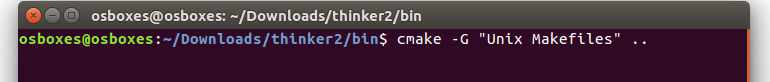 osboxes@osboxes: ~/Downloads/thinker2/bin
osboxes@osboxes:~/Downloads/thinker2/bin$ cmake -G "Unix Makefiles" ..